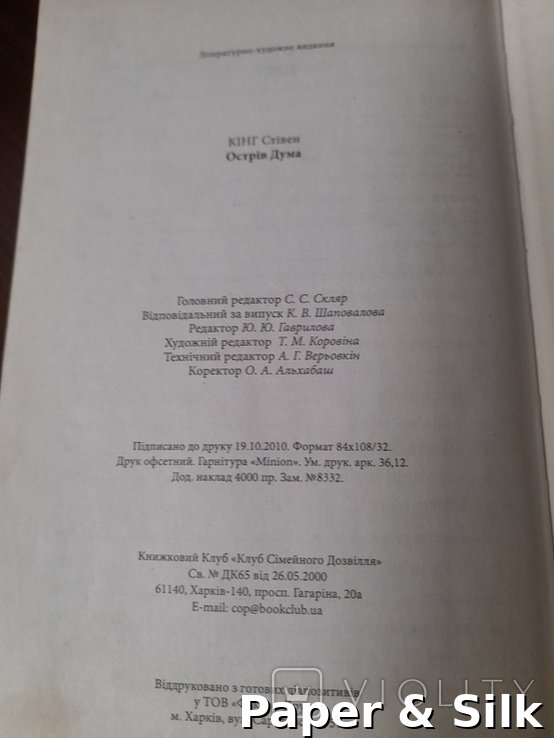 Літературно-художнє видання
КІНГ Стівен
Острів Дума
Головний редактор С. С. Скляр
Відповідальний за випуск К. В. Шаповалова
Редактор Ю. Ю. Гаврилова
Художній редактор Т. М. Коровіна
Технічний редактор А. Г. Верьовкін
Коректор О. А. Альхабаш
Підписано до друку 19.10.2010. Формат 84х108/32.
Друк офсетний. Гарнітура «Minion». Ум. друк. арк. 36,12.
Дод. наклад 4000 пр. Зам. №8332.
Книжковий Клуб «Клуб Сімейного Дозвілля»
Св. № ДК65 від 26.05.2000
61140, Харків-140, просп. Гагаріна, 20а
E-mail: cop@bookclub.ua
Віддруковано з готових діапозитивів
у ТОВ
м. Харків,
VIOLITY
Paper & Silk